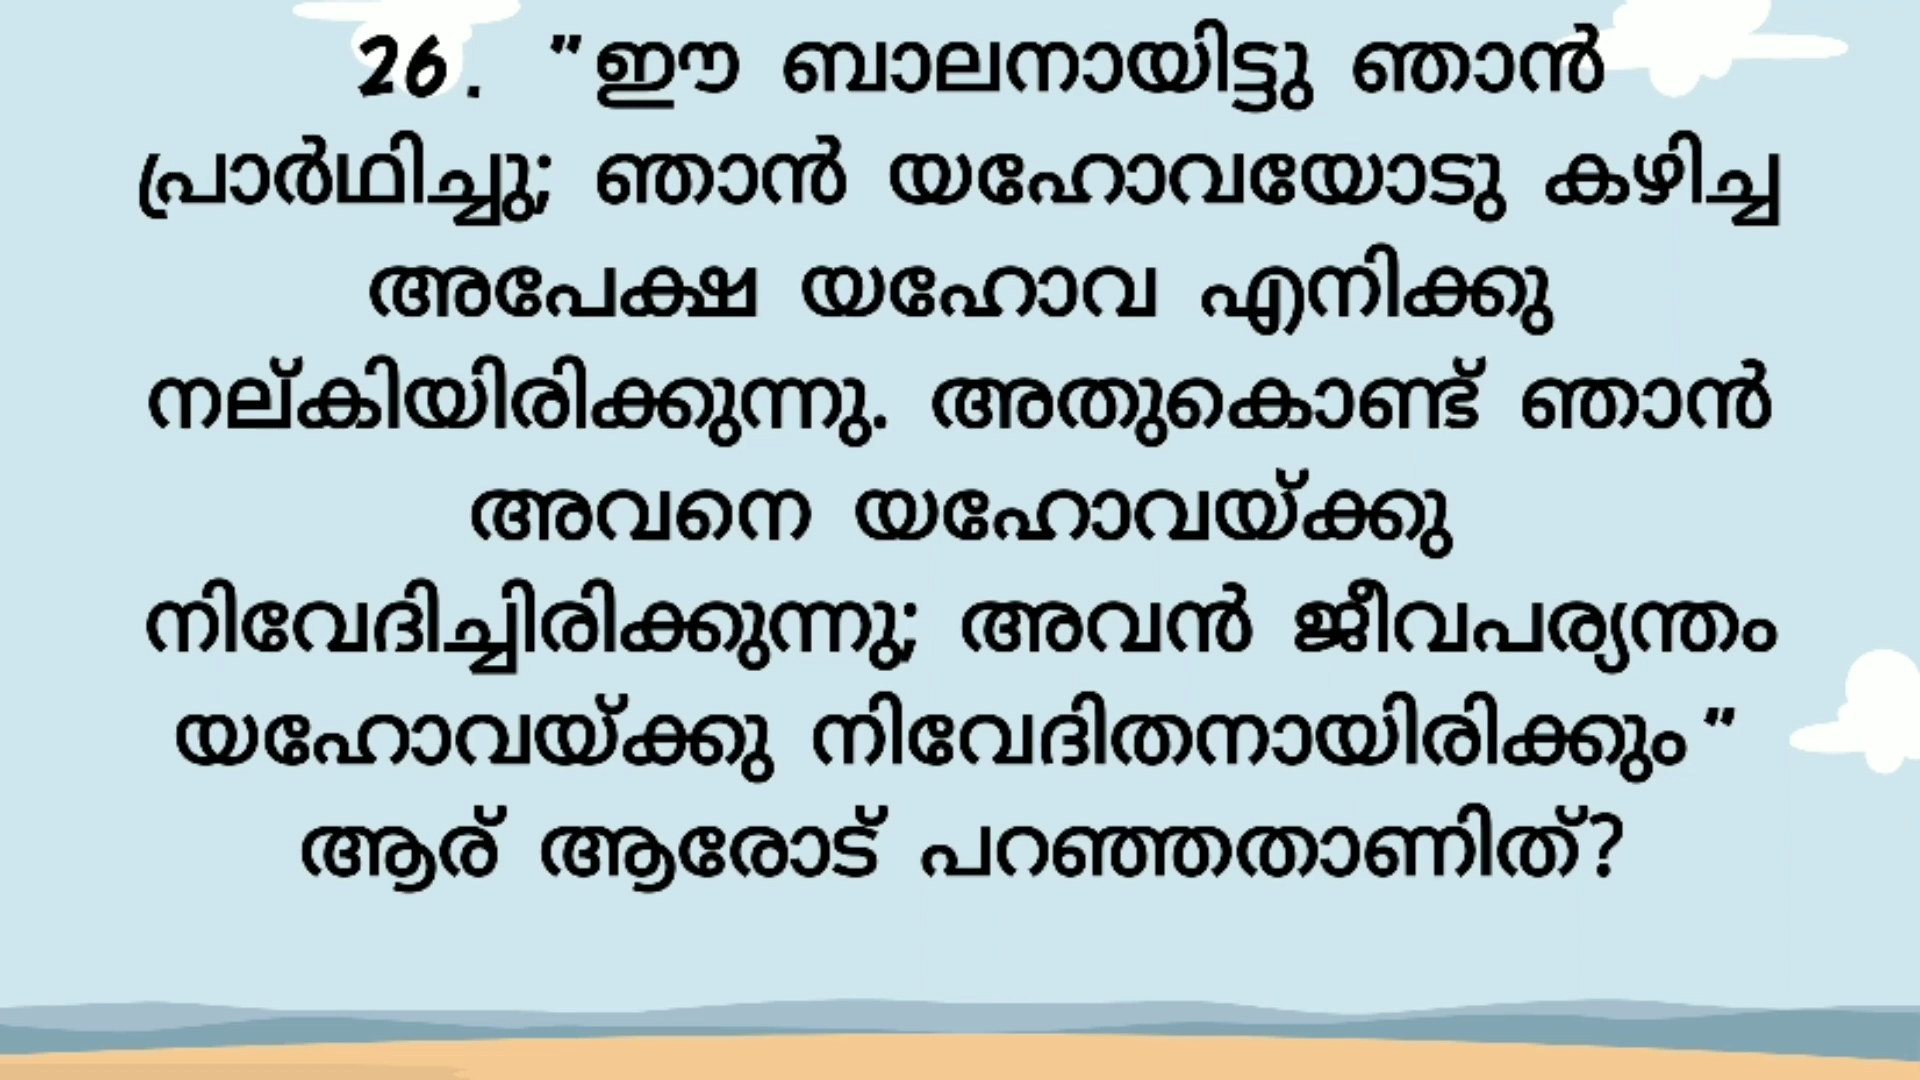 26. "ഈ ബാലനായിട്ടു ഞാൻ
പ്രാർഥിച്ചു; ഞാൻ യഹോവയോടു കഴിച്ച
അപേക്ഷ യഹോവ എനിക്കു
നല്കിയിരിക്കുന്നു. അതുകൊണ്ട് ഞാൻ
അവനെ യഹോവയ്ക്കു
നിവേദിച്ചിരിക്കുന്നു; അവൻ ജീവപര്യന്തം
യഹോവയ്ക്കു നിവേദിതനായിരിക്കും"
ആര് ആരോട് പറഞ്ഞതാണിത്?